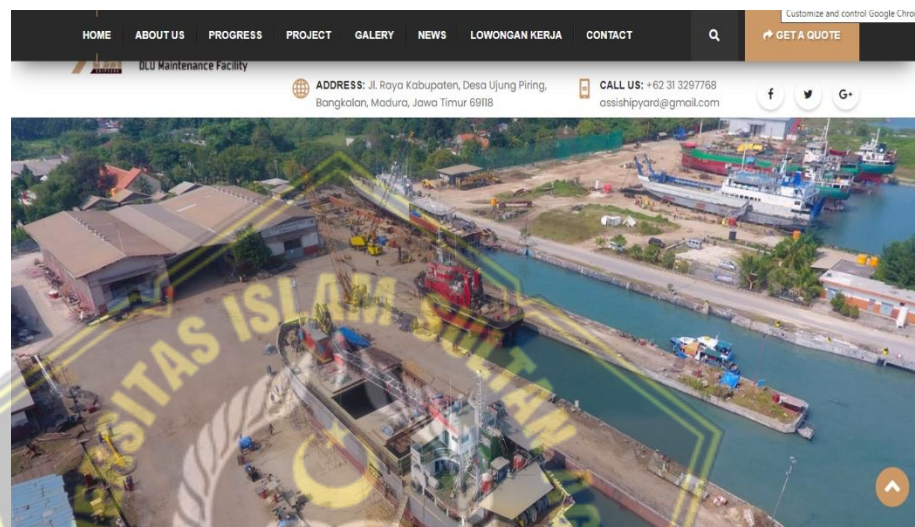 Customize and control Google Chro
HOME ABOUT US PROGRESS PROJECT GALERY NEWS LOWONGAN KERJA CONTACT GET A QUOTE
DLU Maintenance Facility
ADDRESS: Jl. Raya Kabupaten, Desa Ujung Piring,
Bangkalan, Madura, Jawa Timur 69118
CALL US: +62 31 3297768
assishipyard@gmail.com
f G+
SITAS ISLAM SULTAN